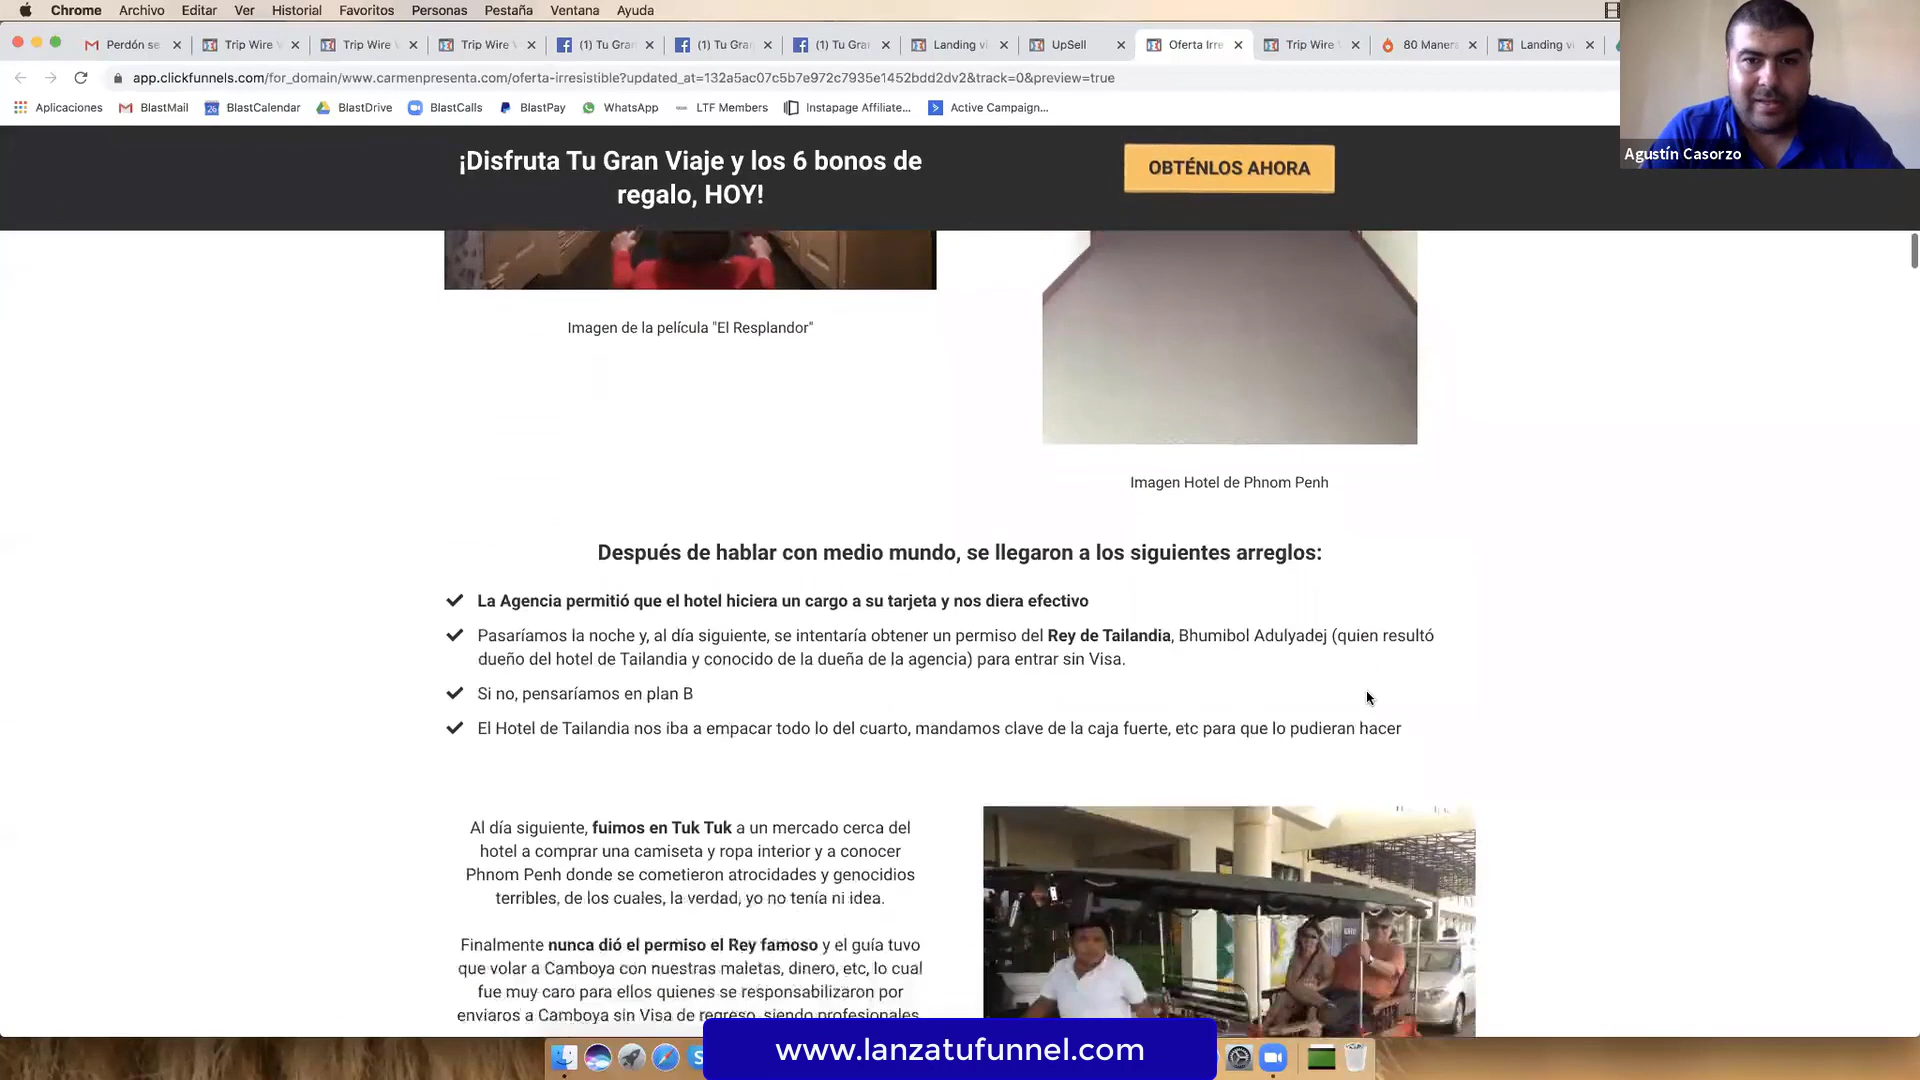 Chrome Archivo Editar Ver Historial Favoritos Personas Pestaña Ventana Ayuda
Perdón se Trip Wire Trip Wire Trip Wire (1) Tu Gra (1) Tu Gra (1) Tu Gra Landing vi UpSell Oferta Irre Trip Wire 80 Manera Landing vi
app.clickfunnels.com/for_domain/www.carmenpresenta.com/oferta-irresistible?updated_at=132a5ac07c5b7e972c7935e1452bdd2dv2&track=0&preview=true
Aplicaciones BlastMail BlastCalendar BlastDrive BlastCalls BlastPay WhatsApp LTF Members Instapage Affiliate... Active Campaign...
Agustín Casorzo
¡Disfruta Tu Gran Viaje y los 6 bonos de
regalo, HOY!
OBTÉNLOS AHORA
Imagen de la película "El Resplandor"
Imagen Hotel de Phnom Penh
Después de hablar con medio mundo, se llegaron a los siguientes arreglos:
La Agencia permitió que el hotel hiciera un cargo a su tarjeta y nos diera efectivo
Pasaríamos la noche y, al día siguiente, se intentaría obtener un permiso del Rey de Tailandia, Bhumibol Adulyadej (quien resultó
dueño del hotel de Tailandia y conocido de la dueña de la agencia) para entrar sin Visa.
Si no, pensaríamos en plan B
El Hotel de Tailandia nos iba a empacar todo lo del cuarto, mandamos clave de la caja fuerte, etc para que lo pudieran hacer
Al día siguiente, fuimos en Tuk Tuk a un mercado cerca del
hotel a comprar una camiseta y ropa interior y a conocer
Phnom Penh donde se cometieron atrocidades y genocidios
terribles, de los cuales, la verdad, yo no tenía ni idea.
Finalmente nunca dió el permiso el Rey famoso y el guía tuvo
que volar a Camboya con nuestras maletas, dinero, etc, lo cual
fue muy caro para ellos quienes se responsabilizaron por
enviaros a Camboya sin Visa de regreso, siendo profesionales.
www.lanzatufunnel.com